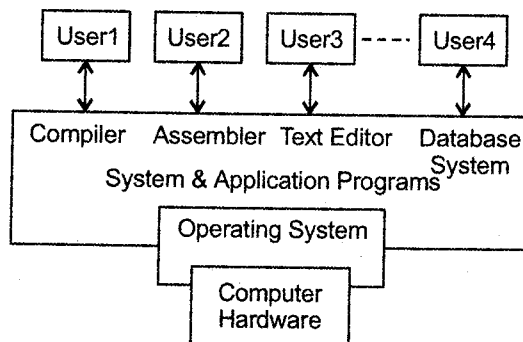 User1 User2 User3 User4
Compiler Assembler Text Editor Database
System
System & Application Programs
Operating System
Computer
Hardware